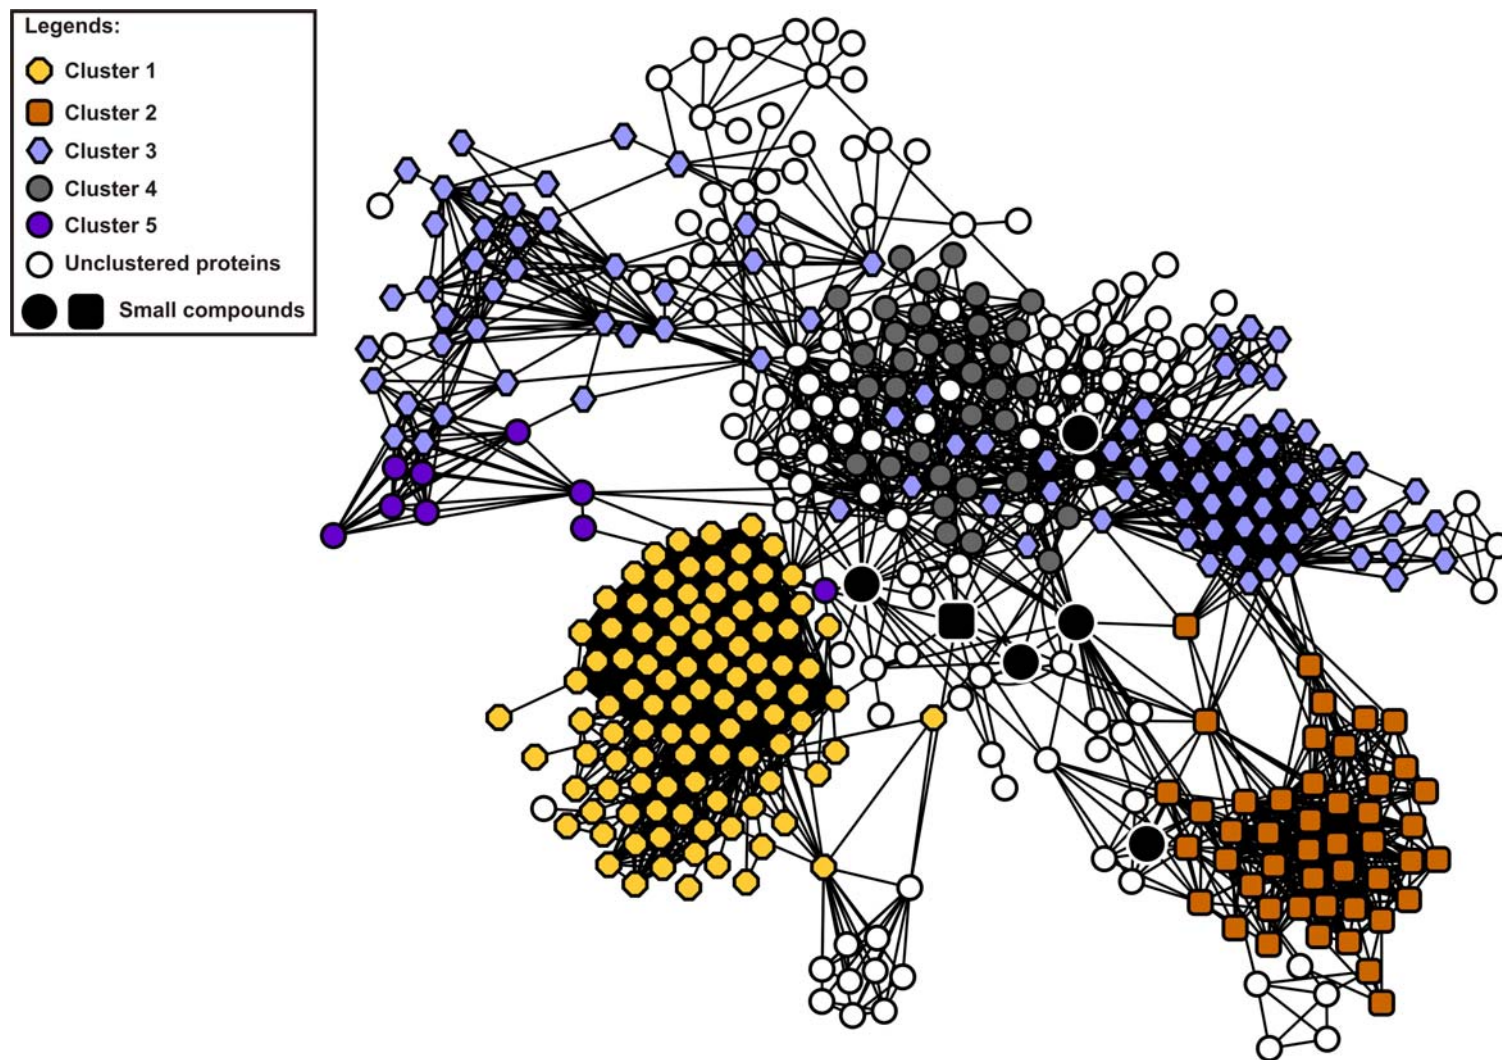 Legends:
Cluster 1
Cluster 2
Cluster 3
Cluster 4
Cluster 5
Unclustered proteins
Small compounds